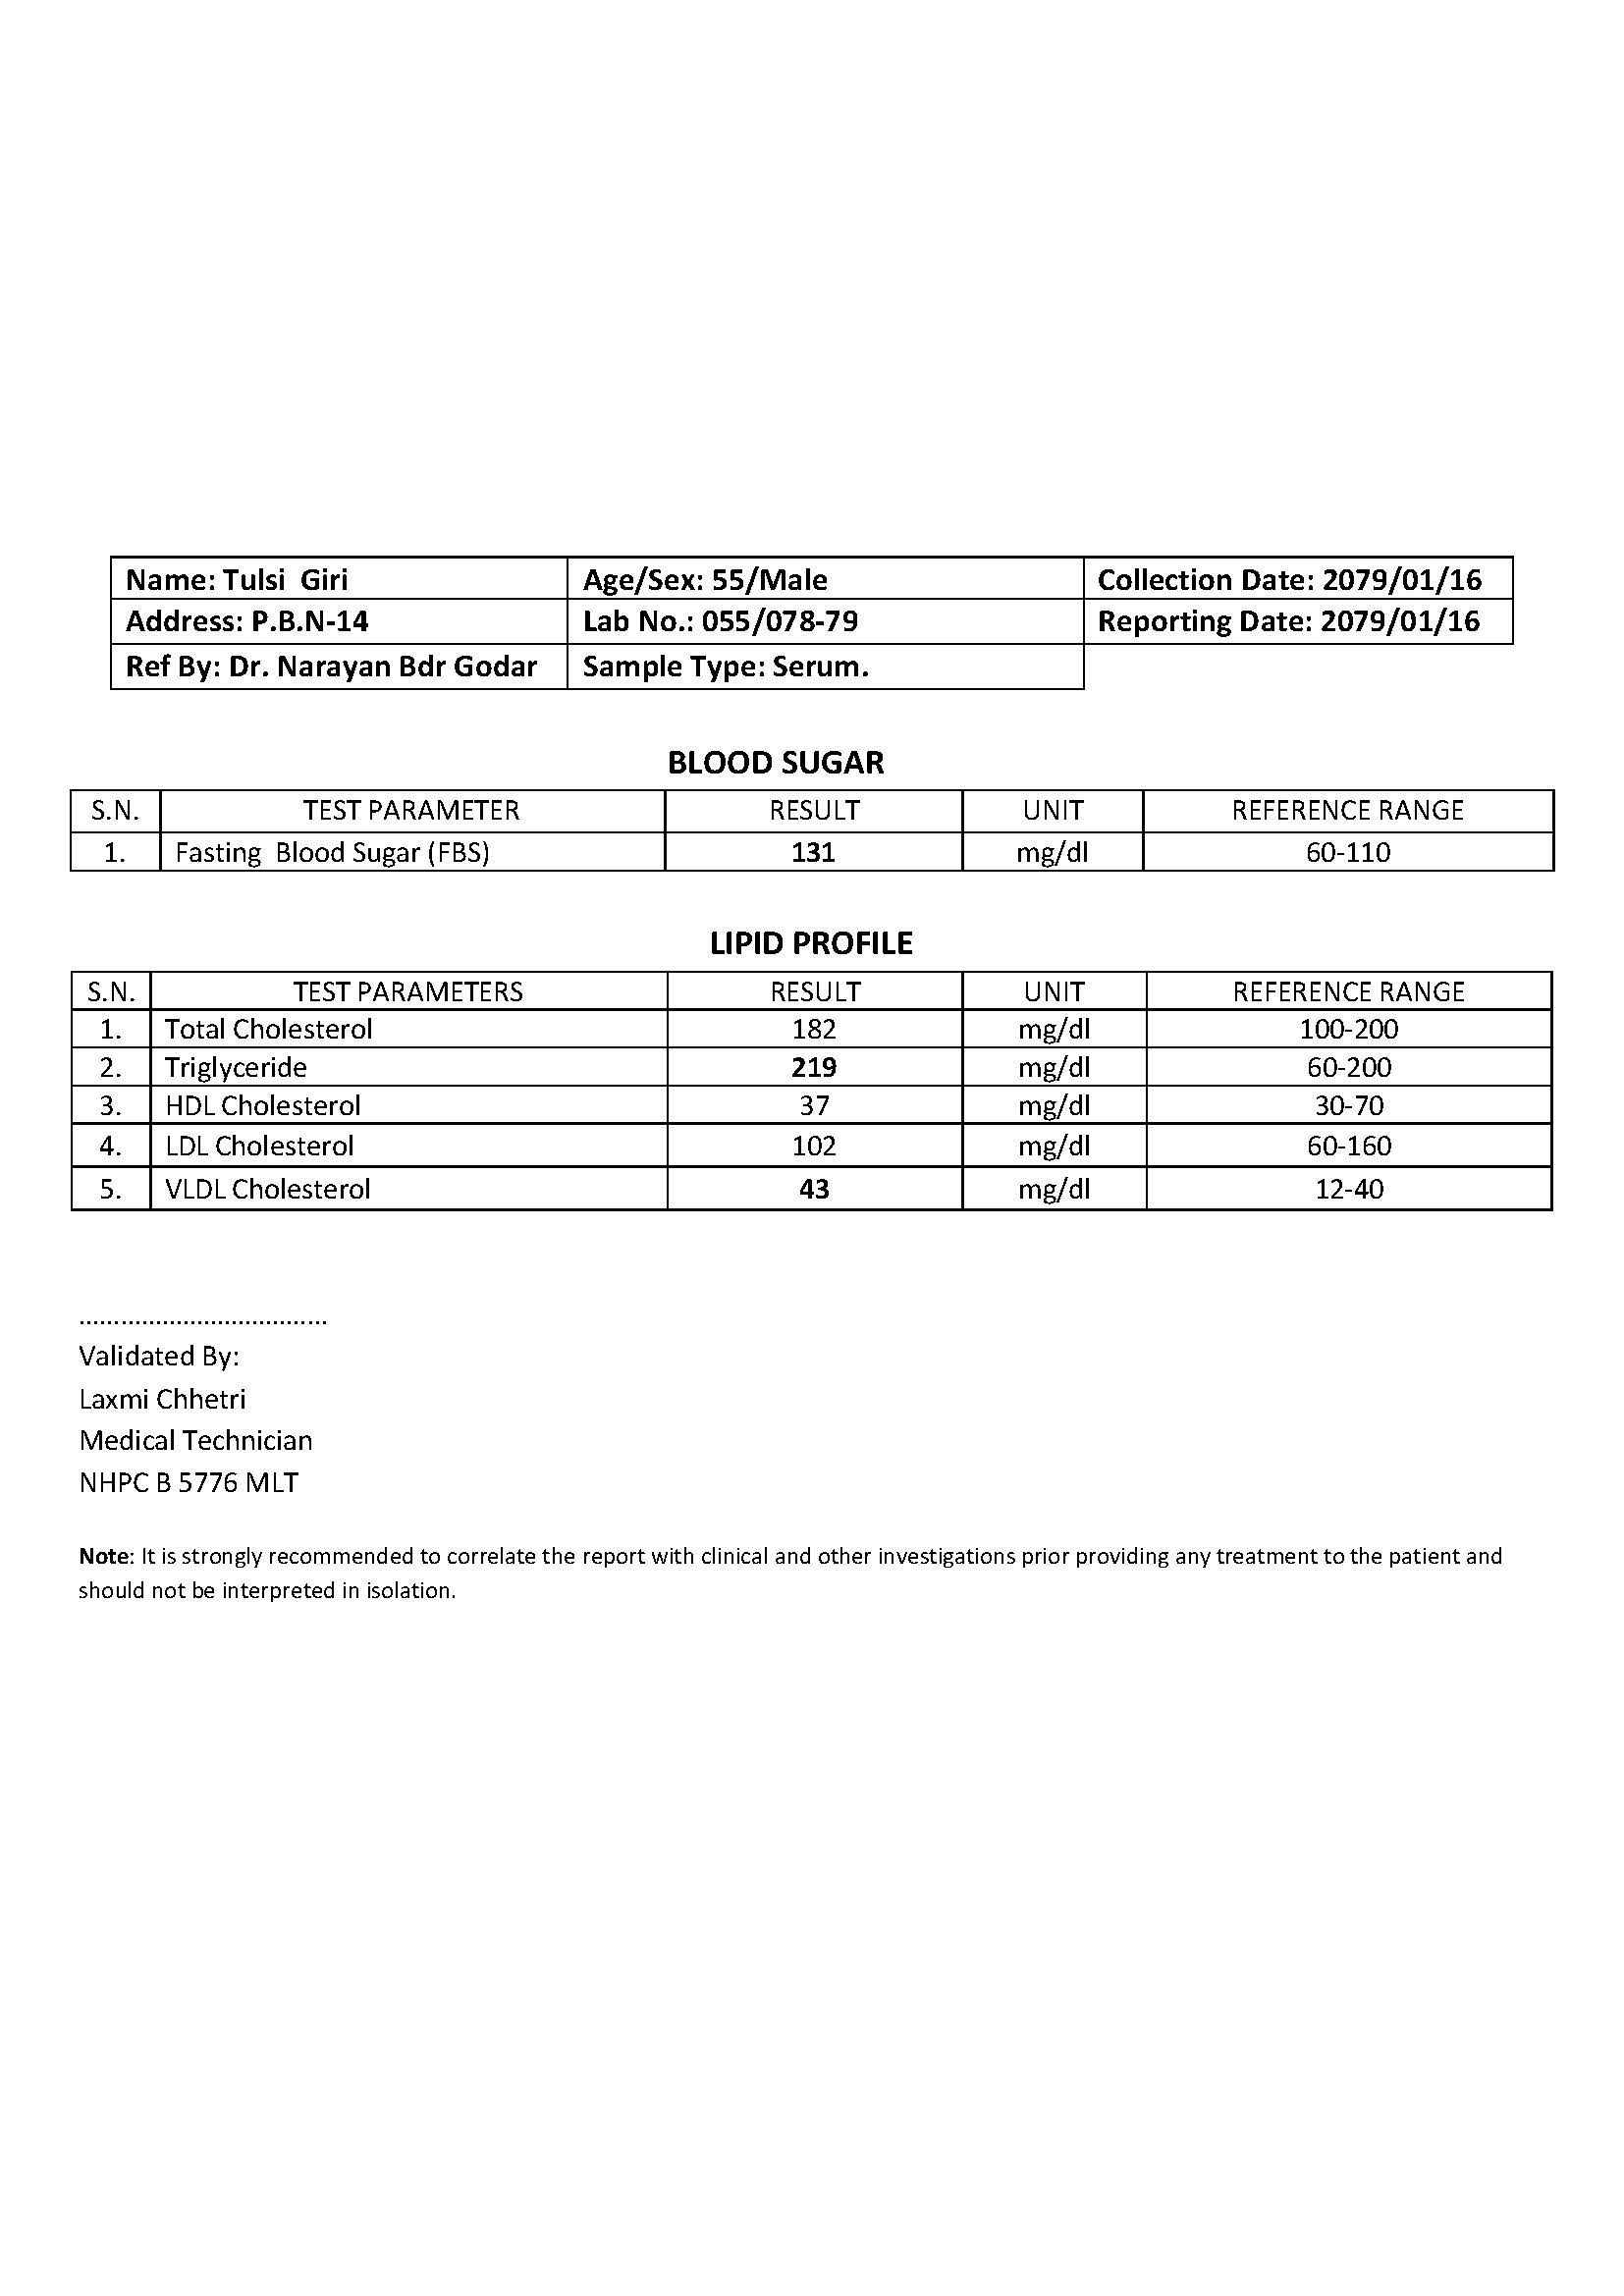 Name: Tulsi  Giri Age/Sex: 55/Male Collection Date: 2079/01/16
Address: P.B.N-14 Lab No.: 055/078-79 Reporting Date: 2079/01/16
Ref By: Dr. Narayan Bdr Godar Sample Type: Serum.
BLOOD SUGAR
S.N. TEST PARAMETER RESULT UNIT REFERENCE RANGE
1. Fasting  Blood Sugar (FBS) 131 mg/dl 60-110
LIPID PROFILE
S.N. TEST PARAMETERS RESULT UNIT REFERENCE RANGE
1. Total Cholesterol 182 mg/dl 100-200
2. Triglyceride 219 mg/dl 60-200
3. HDL Cholesterol 37 mg/dl 30-70
4. LDL Cholesterol 102 mg/dl 60-160
5. VLDL Cholesterol 43 mg/dl 12-40
....................................
Validated By:
Laxmi Chhetri
Medical Technician
NHPC B 5776 MLT
Note: It is strongly recommended to correlate the report with clinical and other investigations prior providing any treatment to the patient and
should not be interpreted in isolation.